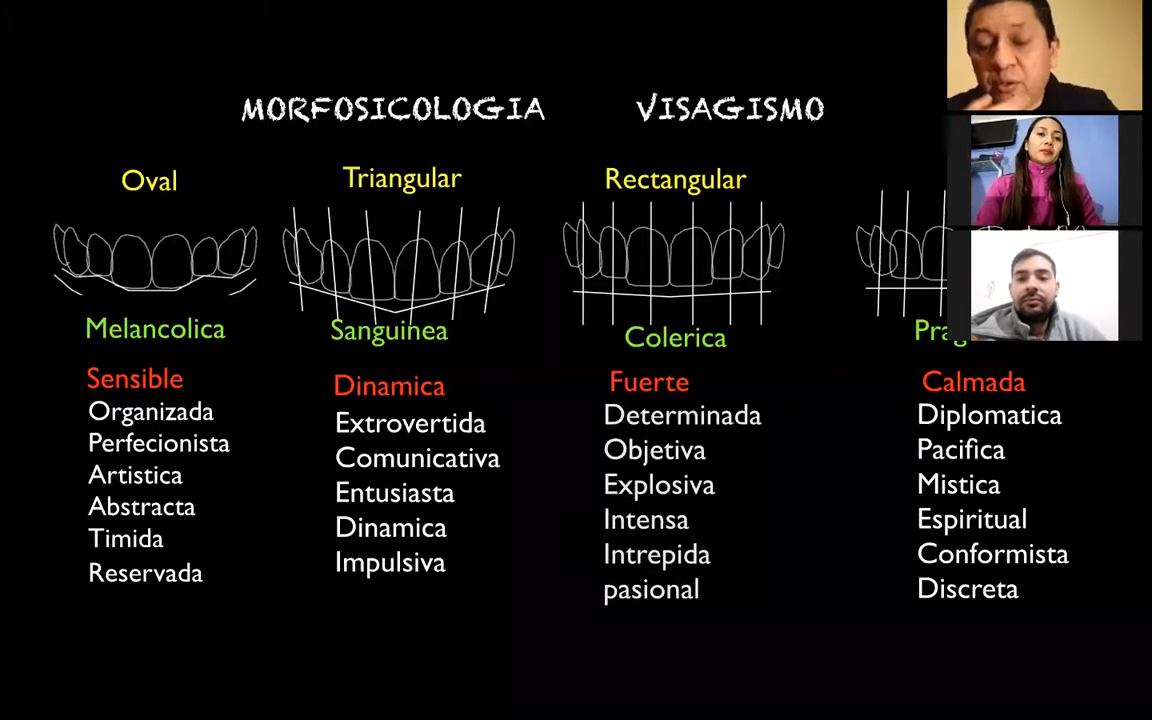 MORFOSICOLOGIA
VISAGISMO
Oval
Triangular
Rectangular
Melancolica
Sanguinea
Colerica
Sensible
Organizada
Perfecionista
Artistica
Abstracta
Timida
Reservada
Dinamica
Extrovertida
Comunicativa
Entusiasta
Dinamica
Impulsiva
Fuerte
Determinada
Objetiva
Explosiva
Intensa
Intrepida
pasional
Calmada
Diplomatica
Pacifica
Mistica
Espiritual
Conformista
Discreta